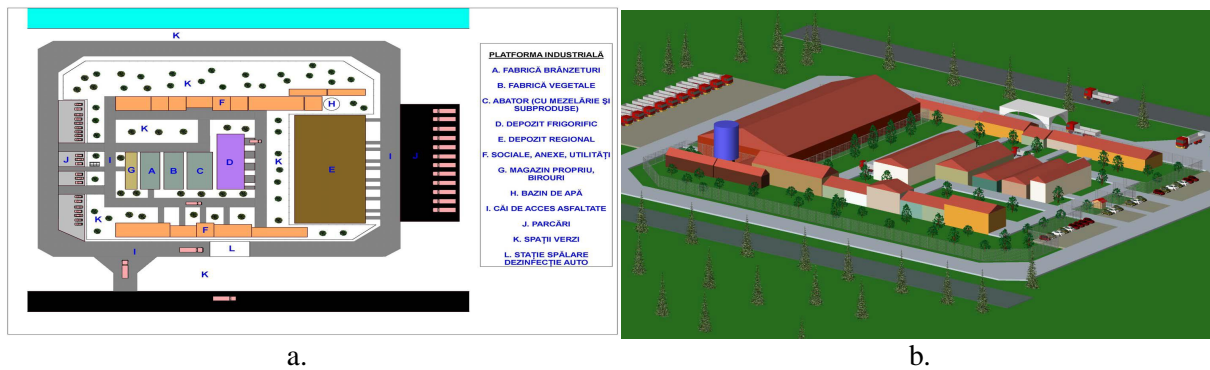 K
K
F
H
K
J
I
G
A
B
C
D
K
E
I
J
K
F
I
L
K
PLATFORMA INDUSTRIALĂ
A. FABRICĂ BRÂNZETURI
B. FABRICĂ VEGETALE
C. ABATOR (CU MEZELĂRIE ȘI
SUBPRODUSE)
D. DEPOZIT FRIGORIFIC
E. DEPOZIT REGIONAL
F. SOCIALE, ANEXE, UTILITĂȚI
G. MAGAZIN PROPRIU,
BIROURI
H. BAZIN DE APĂ
I. CĂI DE ACCES ASFALTATE
J. PARCĂRI
K. SPAȚII VERZI
L. STAȚIE SPĂLARE
DEZINFECȚIE AUTO
a.
b.